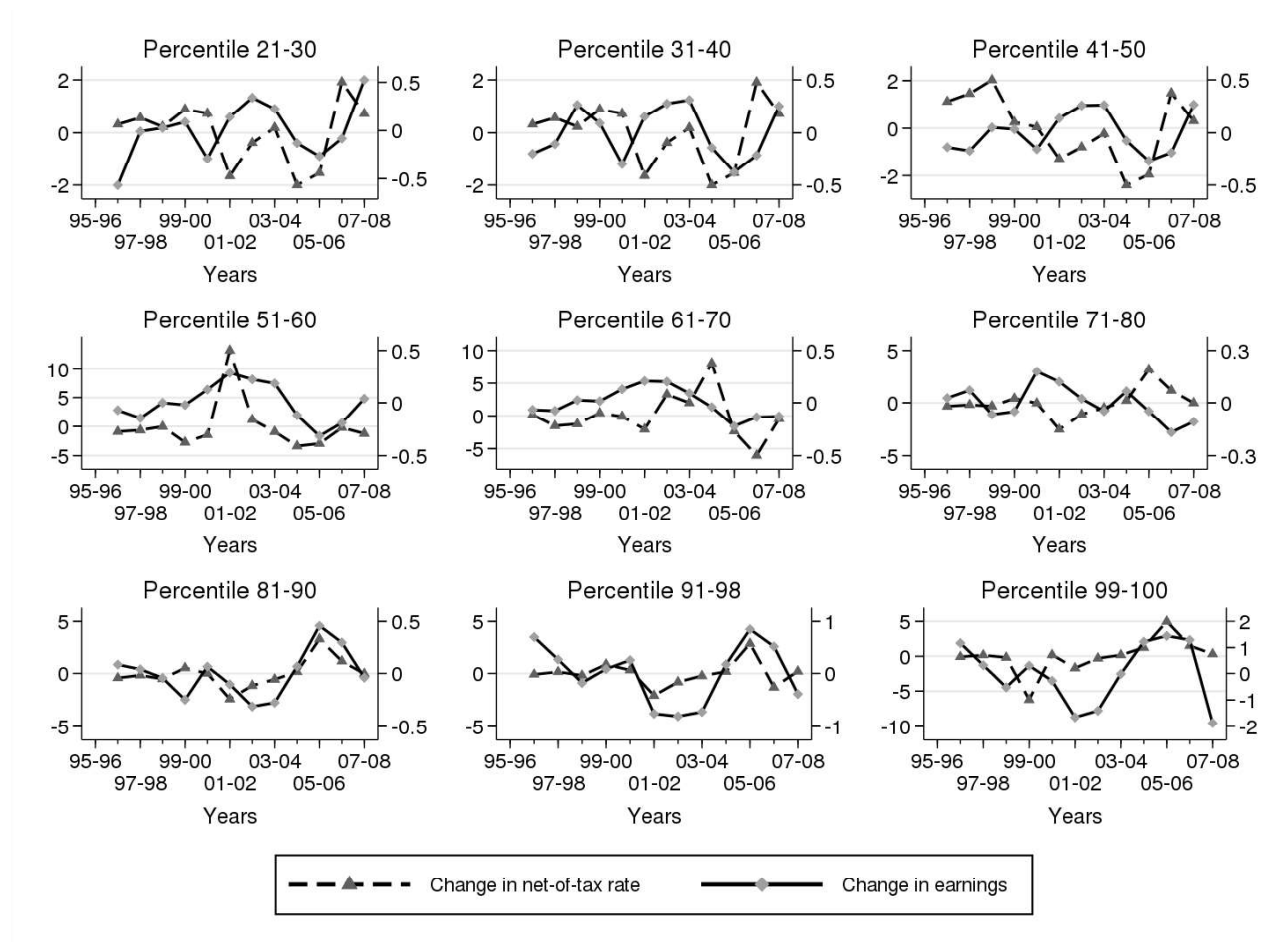 Percentile 21-30 Percentile 31-40 Percentile 41-50
2 0.5 2 0.5 2 0.5
0 0 0 0 0 0
-2 -0.5 -2 -0.5 -2 -0.5
95-96 99-00 03-04 07-08 95-96 99-00 03-04 07-08 95-96 99-00 03-04 07-08
97-98 01-02 05-06 97-98 01-02 05-06 97-98 01-02 05-06
Years Years Years
Percentile 51-60 Percentile 61-70 Percentile 71-80
10 0.5 10 0.5 5 0.3
5 0 5 0 0 0
0 0
-5 -0.5 -5 -0.5 -5 -0.3
95-96 99-00 03-04 07-08 95-96 99-00 03-04 07-08 95-96 99-00 03-04 07-08
97-98 01-02 05-06 97-98 01-02 05-06 97-98 01-02 05-06
Years Years Years
Percentile 81-90 Percentile 91-98 Percentile 99-100
5 0.5 5 1 5 2
0 0 0 0 0 1
0
-5 -1
-5 -0.5 -5 -1 -10 -2
95-96 99-00 03-04 07-08 95-96 99-00 03-04 07-08 95-96 99-00 03-04 07-08
97-98 01-02 05-06 97-98 01-02 05-06 97-98 01-02 05-06
Years Years Years
Change in net-of-tax rate Change in earnings